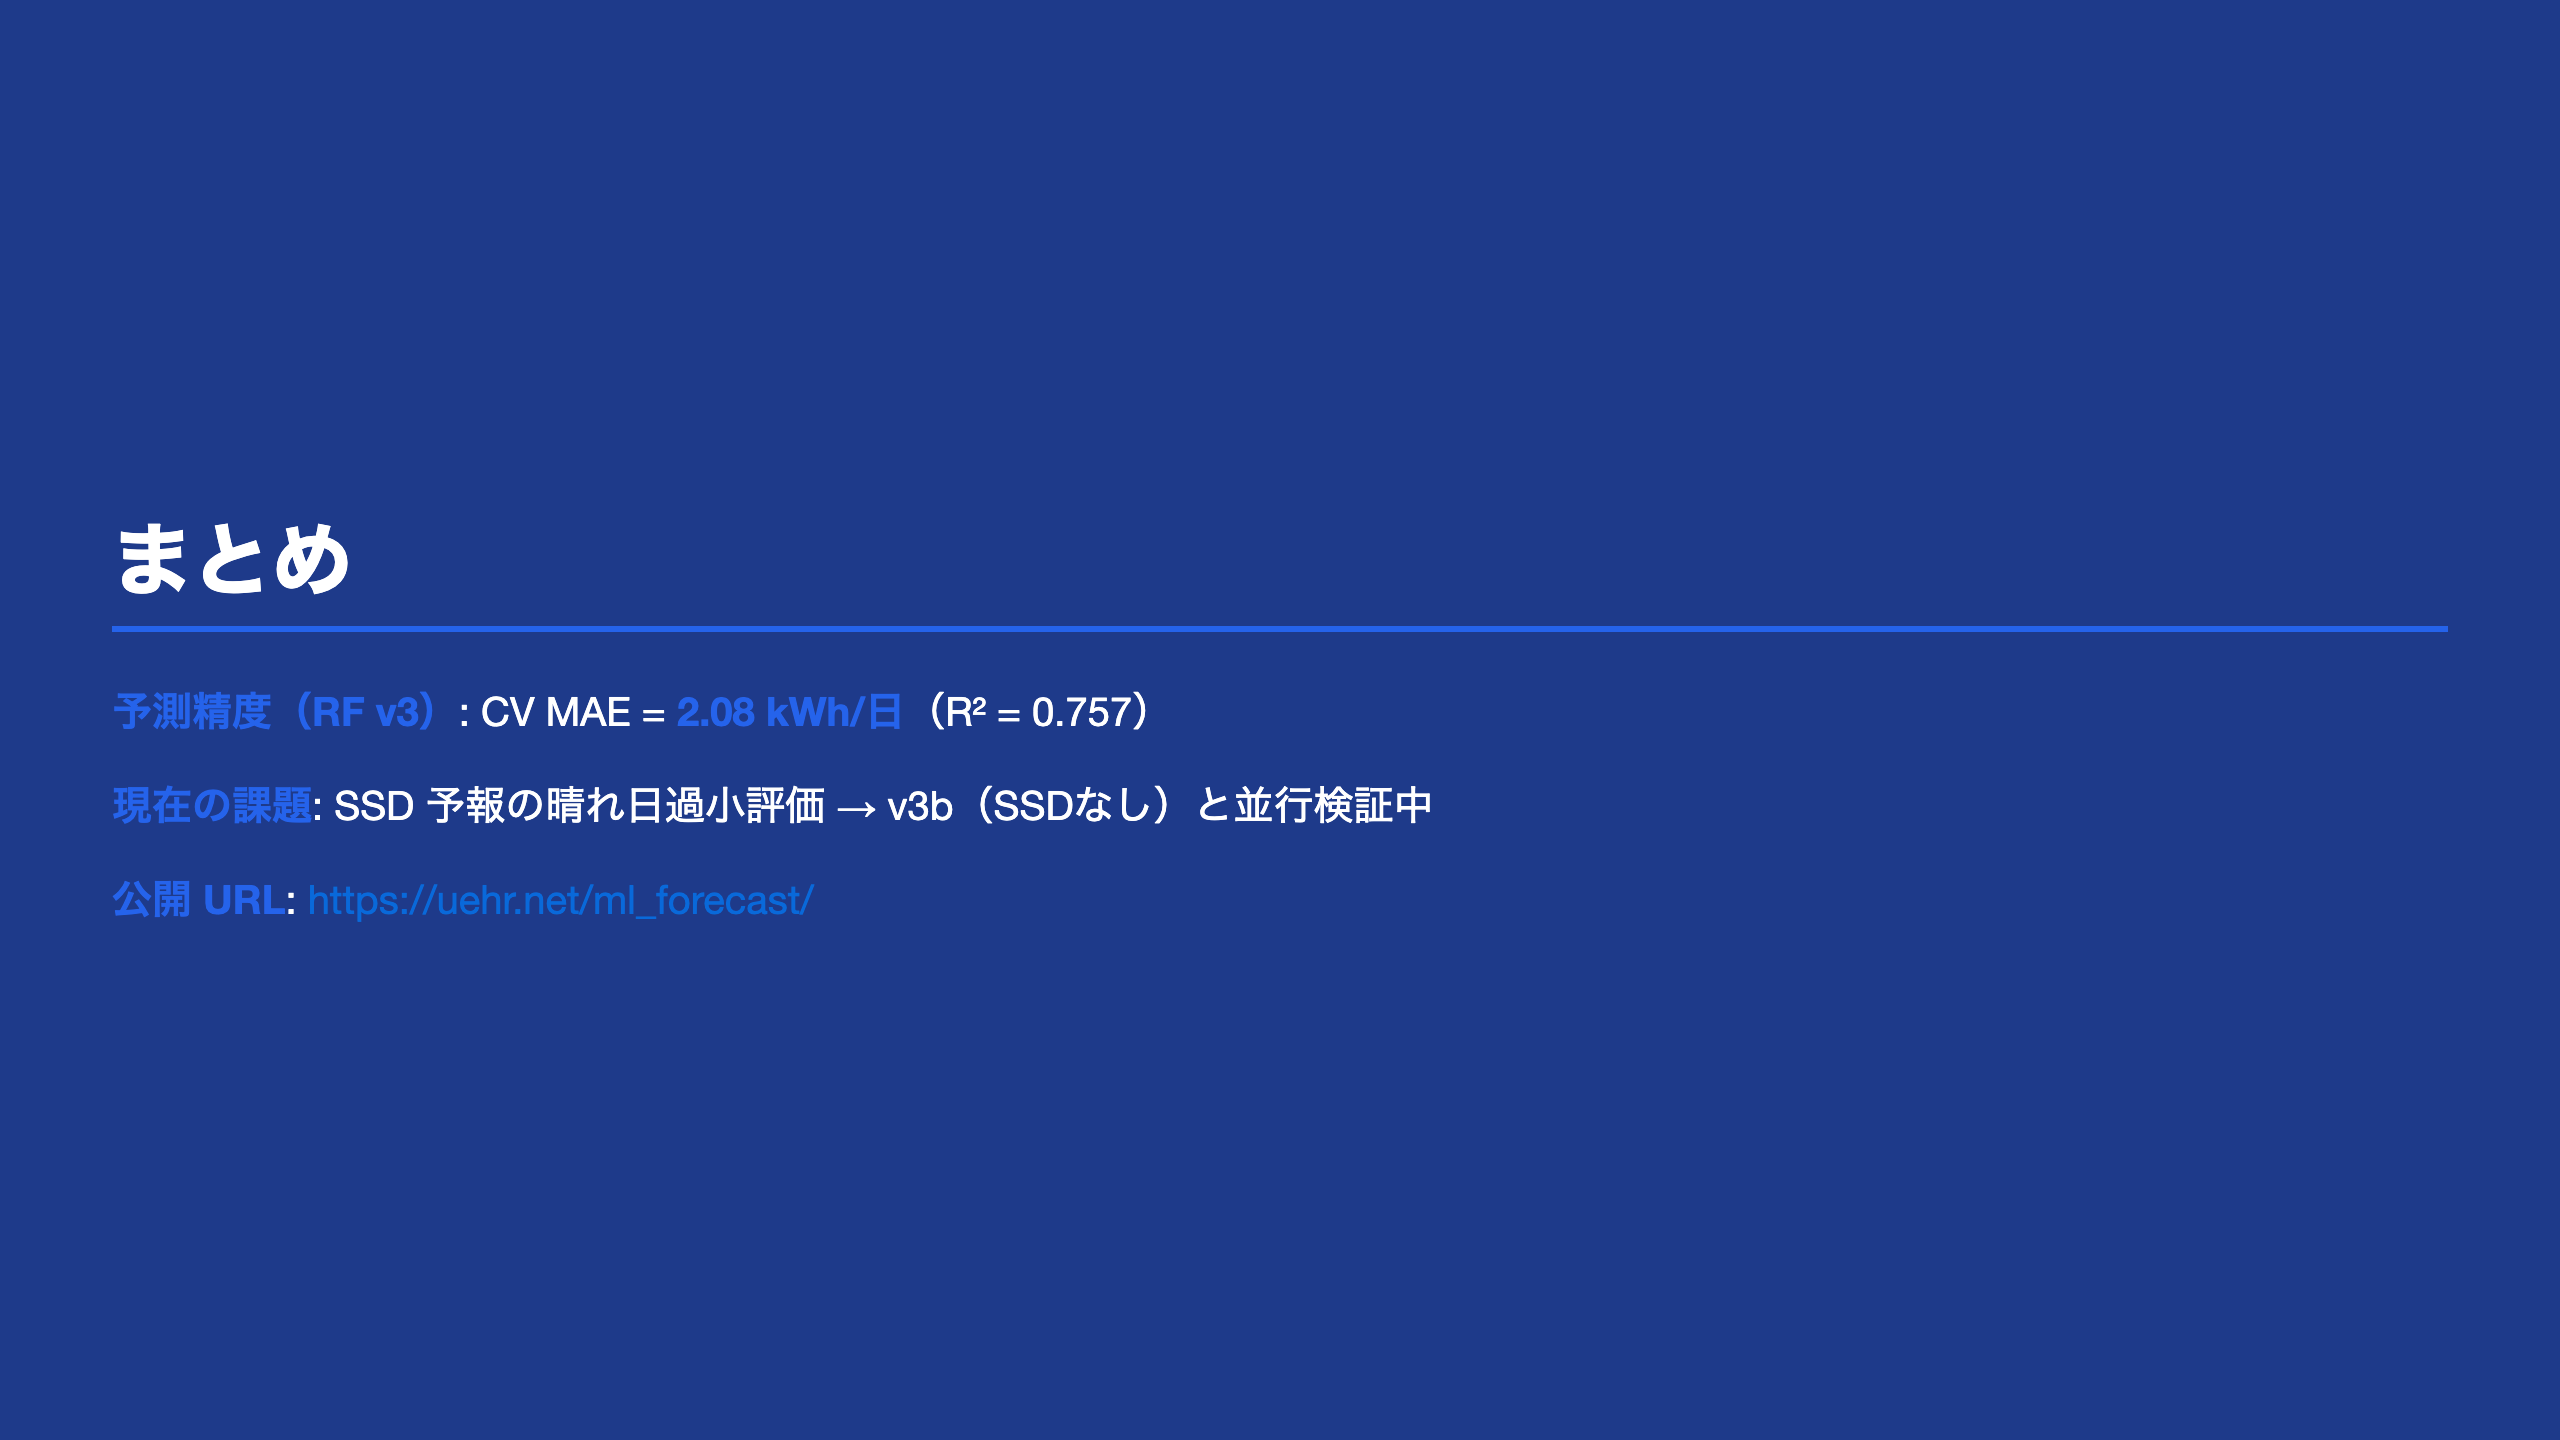 まとめ
予測精度（RF v3）: CV MAE = 2.08 kWh/日（R² = 0.757）
現在の課題: SSD 予報の晴れ日過小評価 → v3b（SSDなし）と並行検証中
公開 URL: https://uehr.net/ml_forecast/